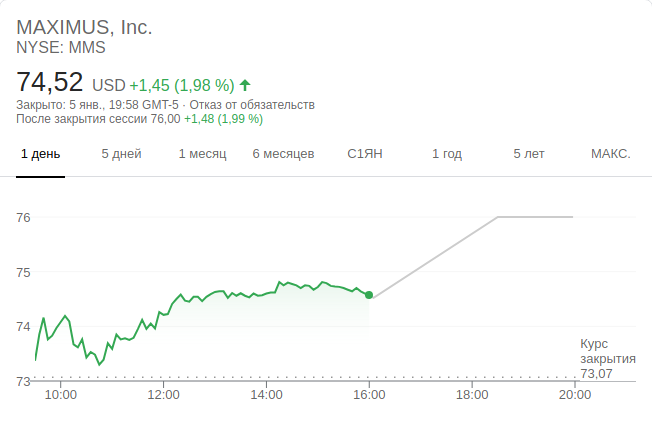 MAXIMUS, Inc.
NYSE: MMS
74,52 USD +1,45 (1,98 %)
Закрыто: 5 янв., 19:58 GMT-5 · Отказ от обязательств
После закрытия сессии 76,00 +1,48 (1,99 %)
1 день 5 дней 1 месяц 6 месяцев С1ЯН 1 год 5 лет МАКС.
76
75
74
Курс
закрытия
73,07
73
10:00 12:00 14:00 16:00 18:00 20:00